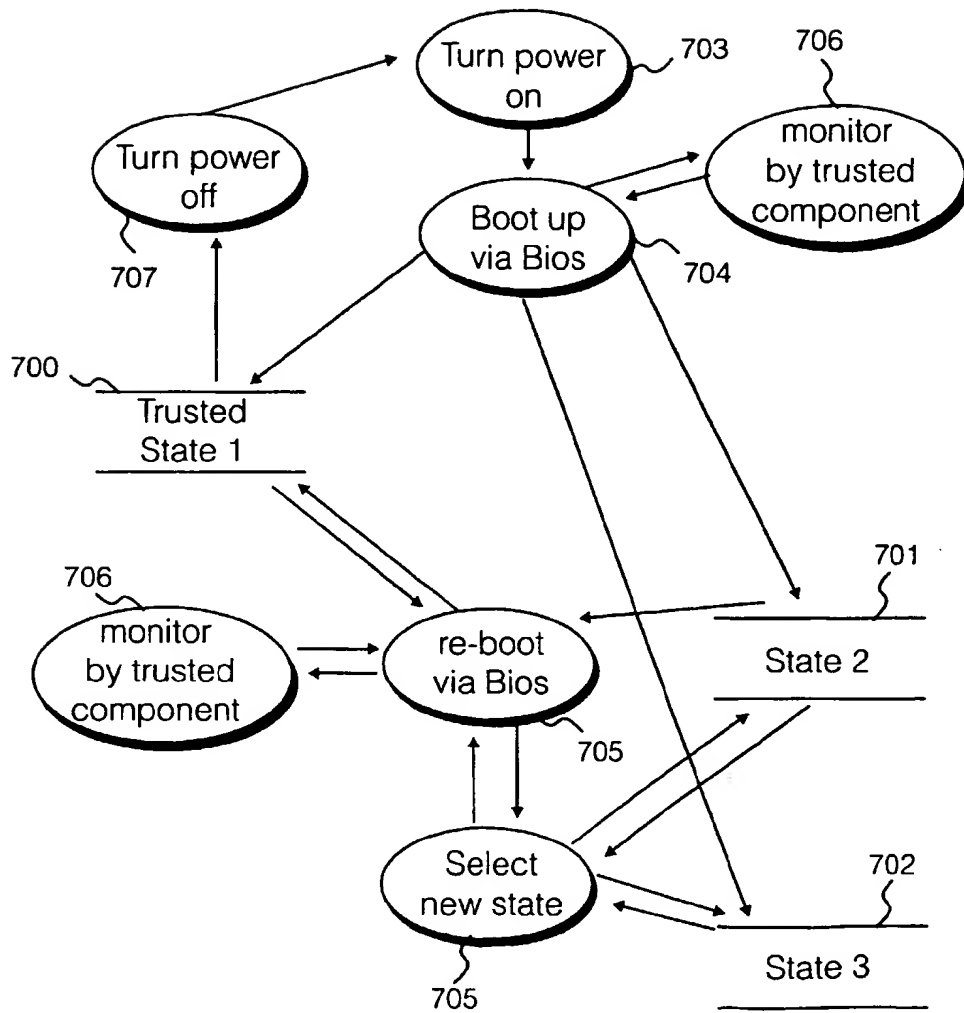 Turn power
on
703
706
monitor
by trusted
component
Turn power
off
707
Boot up
via Bios
704
700
Trusted
State 1
701
State 2
706
monitor
by trusted
component
re-boot
via Bios
705
Select
new state
705
702
State 3